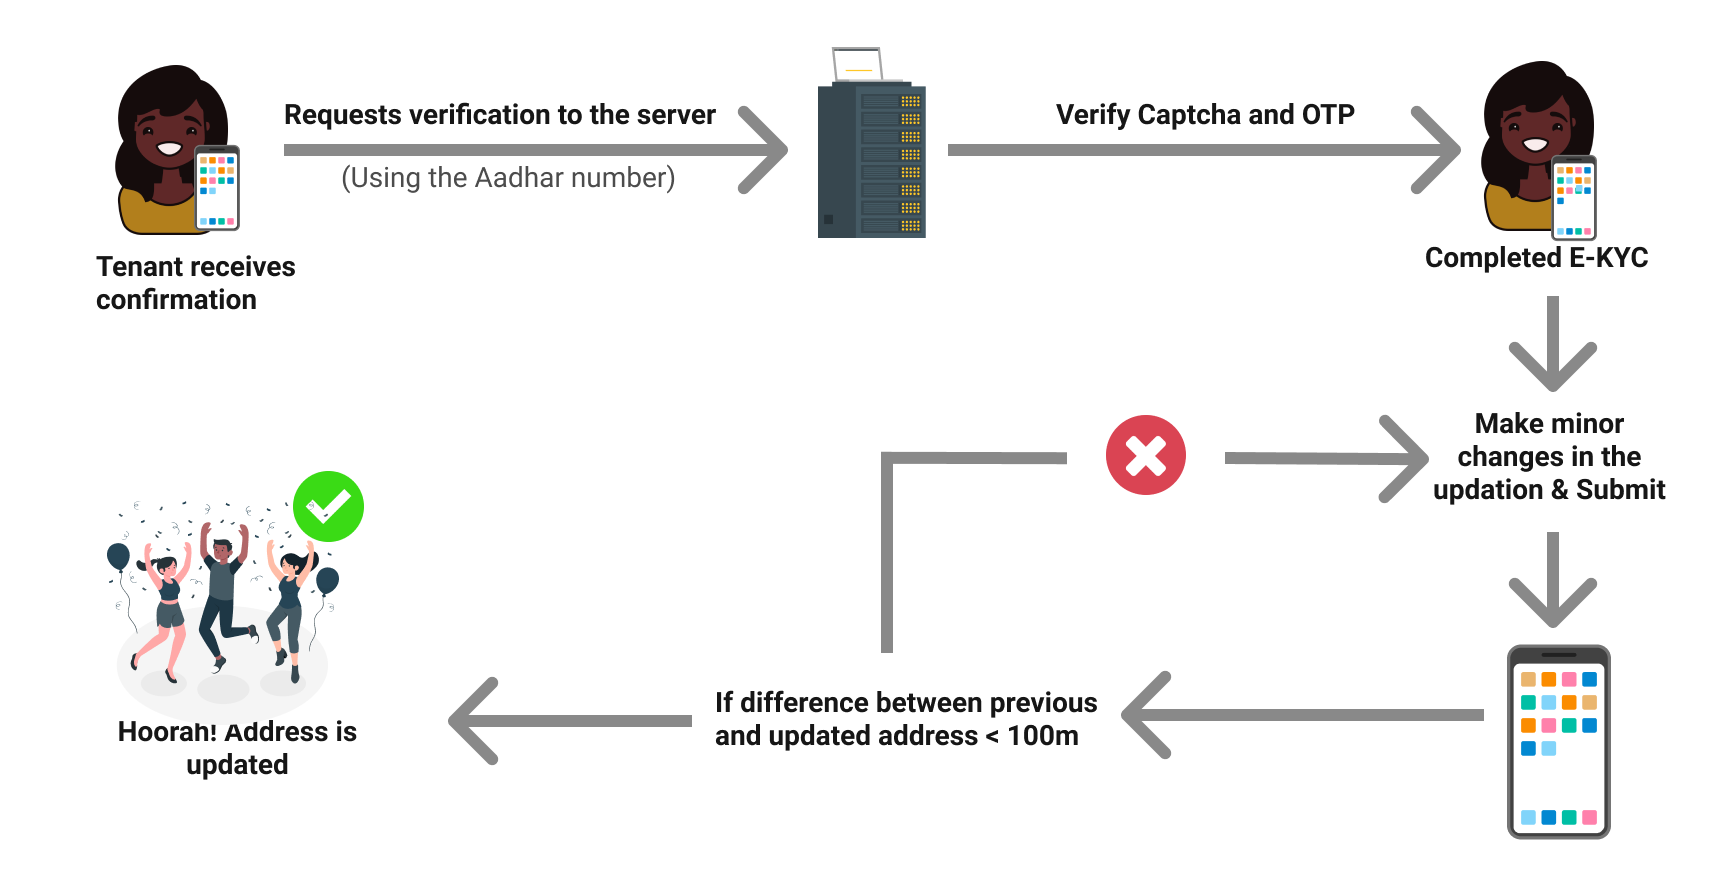 Requests verification to the server
(Using the Aadhar number)
Verify Captcha and OTP
Tenant receives
confirmation
Completed E-KYC
Make minor
changes in the
updation & Submit
If difference between previous
and updated address < 100m
Hoorah! Address is
updated